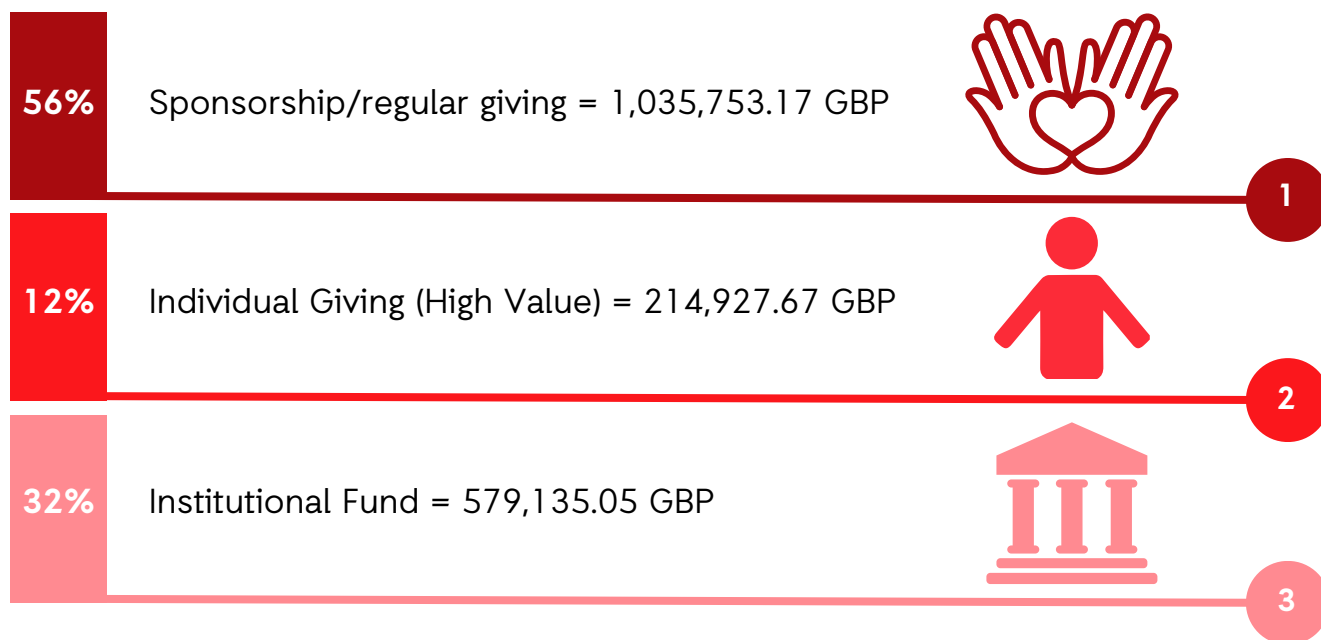 56%
Sponsorship/regular giving = 1,035,753.17 GBP
1
12%
Individual Giving (High Value) = 214,927.67 GBP
2
32%
Institutional Fund = 579,135.05 GBP
3